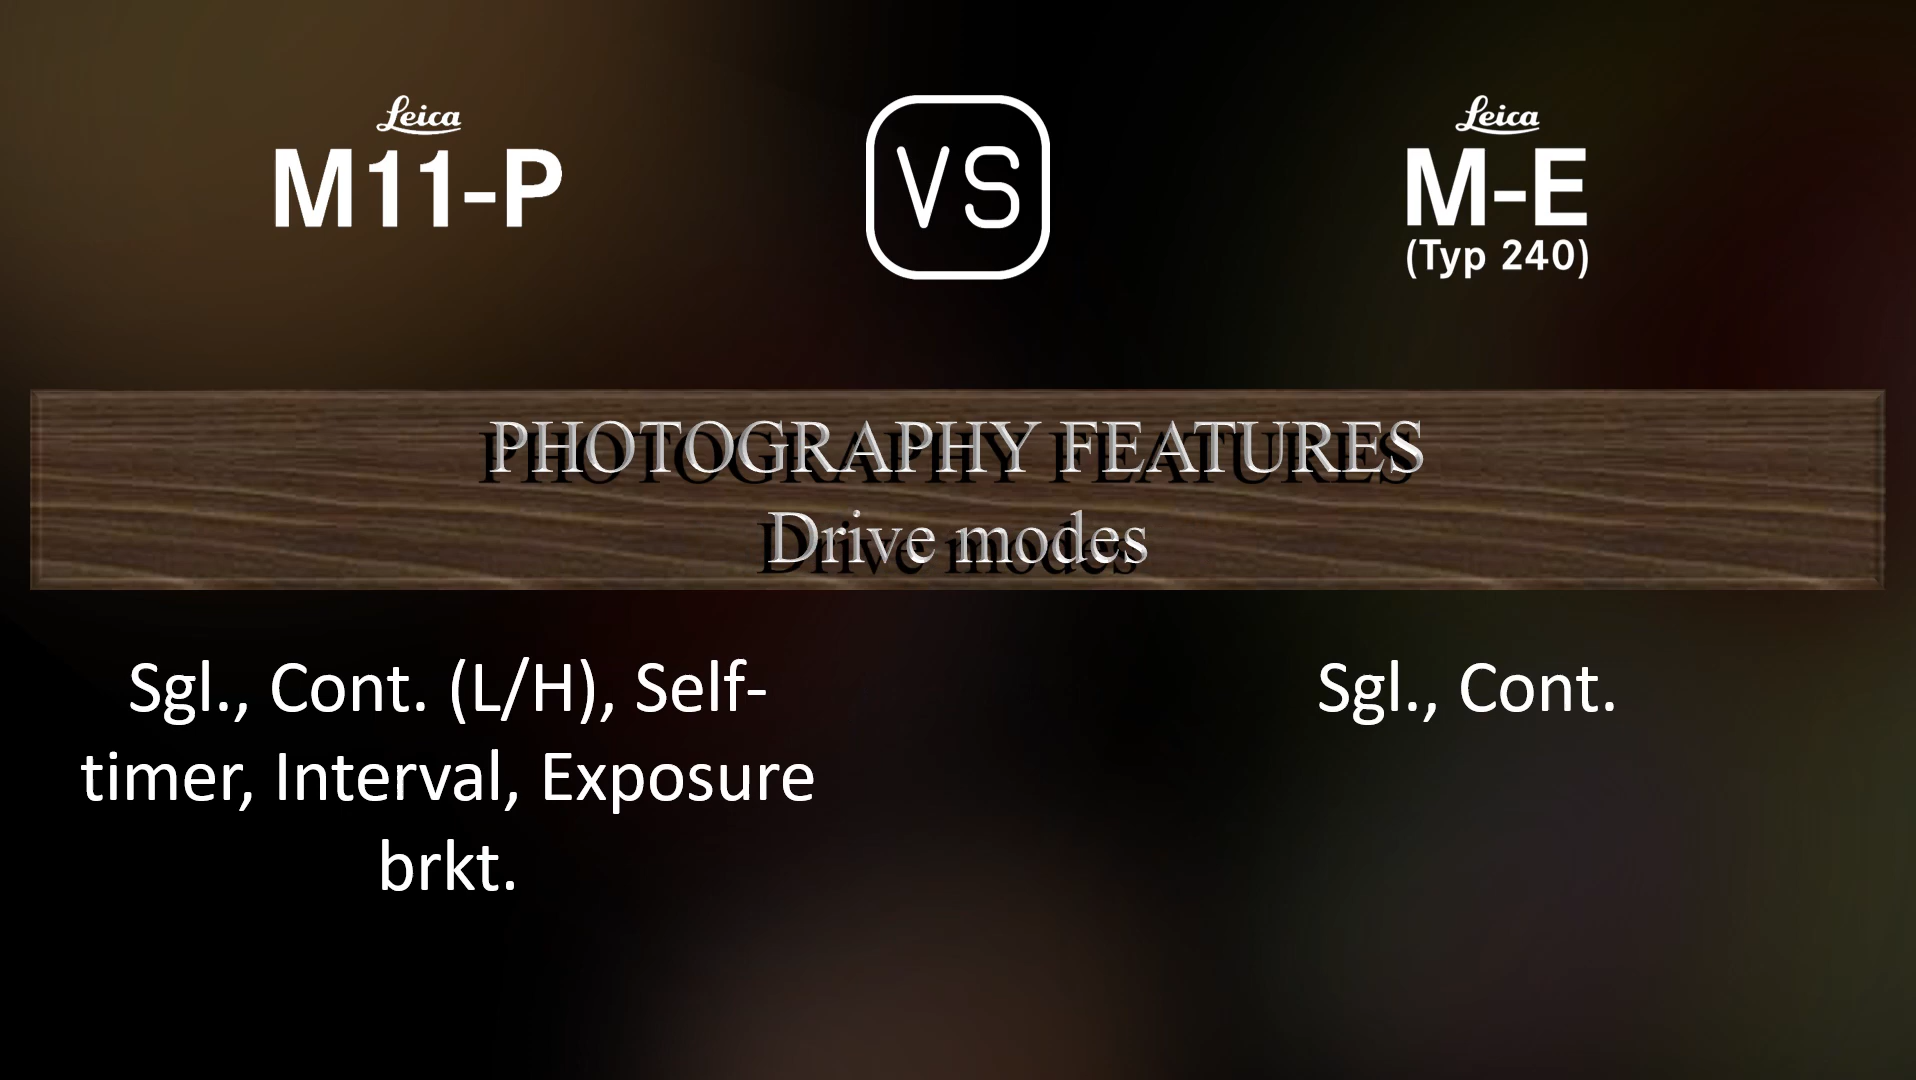 Leica
M11-P
VS
Leica
M-E
(Typ 240)
PHOTOGRAPHY FEATURES
Drive modes
Sgl., Cont. (L/H), Self-
timer, Interval, Exposure
brkt.
Sgl., Cont.